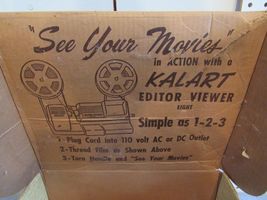 "See Your Movies"
in ACTION with a
KALART
EDITOR VIEWER
EIGHT
Simple as 1-2-3
1-Plug Cord into 110 volt AC or DC Outlet
2-Thread Film as Shown Above
3-Turn Handle and "See Your Movies"